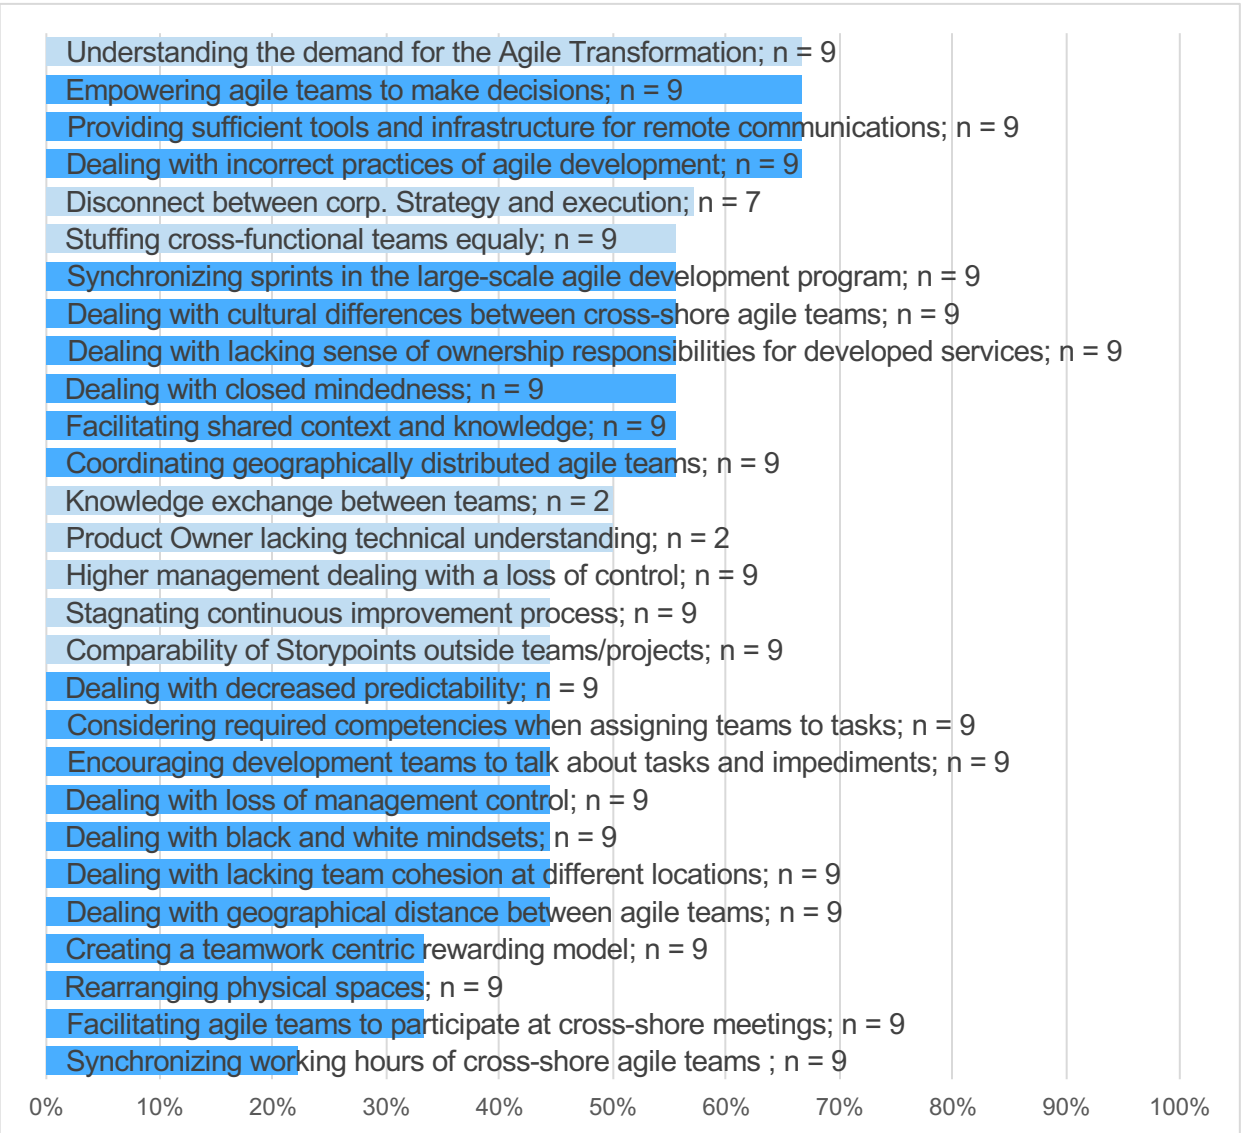 Understanding the demand for the Agile Transformation; n = 9
Empowering agile teams to make decisions; n = 9
Providing sufficient tools and infrastructure for remote communications; n = 9
Dealing with incorrect practices of agile development; n = 9
Disconnect between corp. Strategy and execution; n = 7
Stuffing cross-functional teams equaly; n = 9
Synchronizing sprints in the large-scale agile development program; n = 9
Dealing with cultural differences between cross-shore agile teams; n = 9
Dealing with lacking sense of ownership responsibilities for developed services; n = 9
Dealing with closed mindedness; n = 9
Facilitating shared context and knowledge; n = 9
Coordinating geographically distributed agile teams; n = 9
Knowledge exchange between teams; n = 2
Product Owner lacking technical understanding; n = 2
Higher management dealing with a loss of control; n = 9
Stagnating continuous improvement process; n = 9
Comparability of Storypoints outside teams/projects; n = 9
Dealing with decreased predictability; n = 9
Considering required competencies when assigning teams to tasks; n = 9
Encouraging development teams to talk about tasks and impediments; n = 9
Dealing with loss of management control; n = 9
Dealing with black and white mindsets; n = 9
Dealing with lacking team cohesion at different locations; n = 9
Dealing with geographical distance between agile teams; n = 9
Creating a teamwork centric rewarding model; n = 9
Rearranging physical spaces; n = 9
Facilitating agile teams to participate at cross-shore meetings; n = 9
Synchronizing working hours of cross-shore agile teams ; n = 9
0% 10% 20% 30% 40% 50% 60% 70% 80% 90% 100%